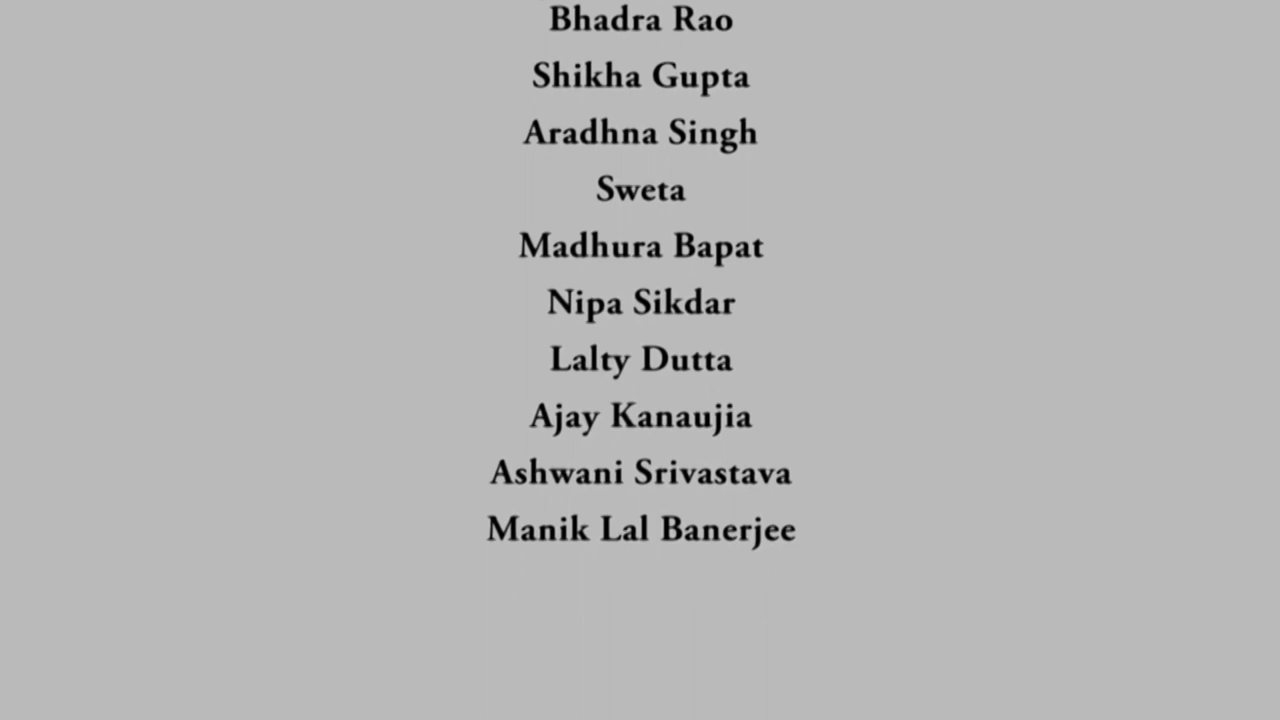 Bhadra Rao
Shikha Gupta
Aradhna Singh
Sweta
Madhura Bapat
Nipa Sikdar
Lalty Dutta
Ajay Kanaujia
Ashwani Srivastava
Manik Lal Banerjee